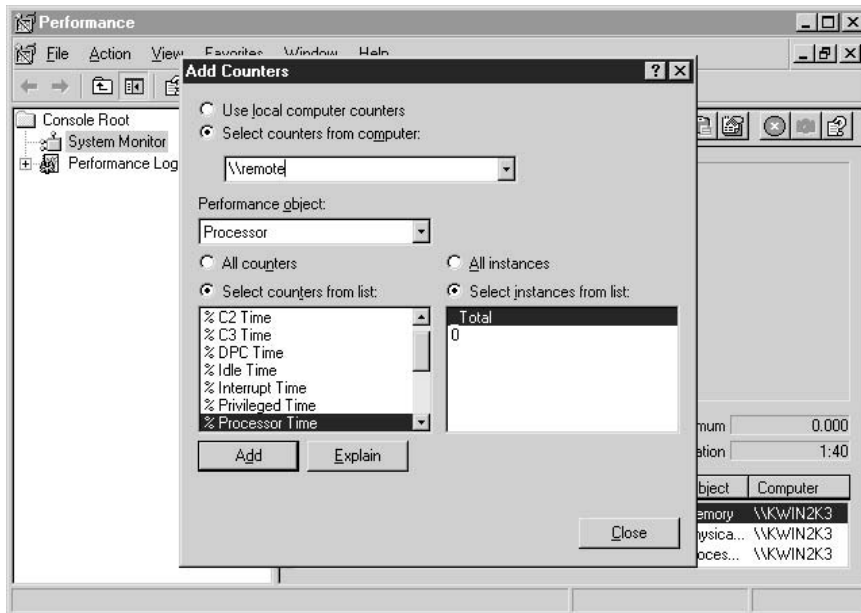 Performance
File Action View Favorites Window Help
Add Counters
Console Root
System Monitor
Performance Log
Use local computer counters
Select counters from computer:
\\remote
Performance object:
Processor
All counters
All instances
Select counters from list:
Select instances from list:
% C2 Time
% C3 Time
% DPC Time
% Idle Time
% Interrupt Time
% Privileged Time
% Processor Time
_Total
0
Add
Explain
Close
mum 0.000
ation 1:40
bject Computer
emory \\KWIN2K3
hysica... \\KWIN2K3
oces... \\KWIN2K3